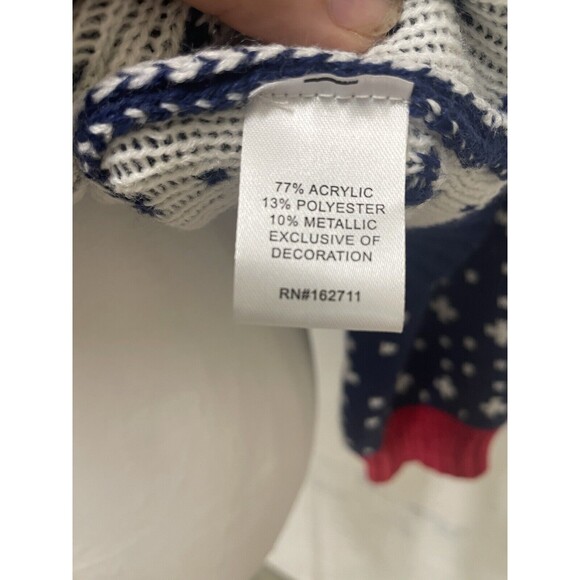 77% ACRYLIC
13% POLYESTER
10% METALLIC
EXCLUSIVE OF
DECORATION
RN#162711